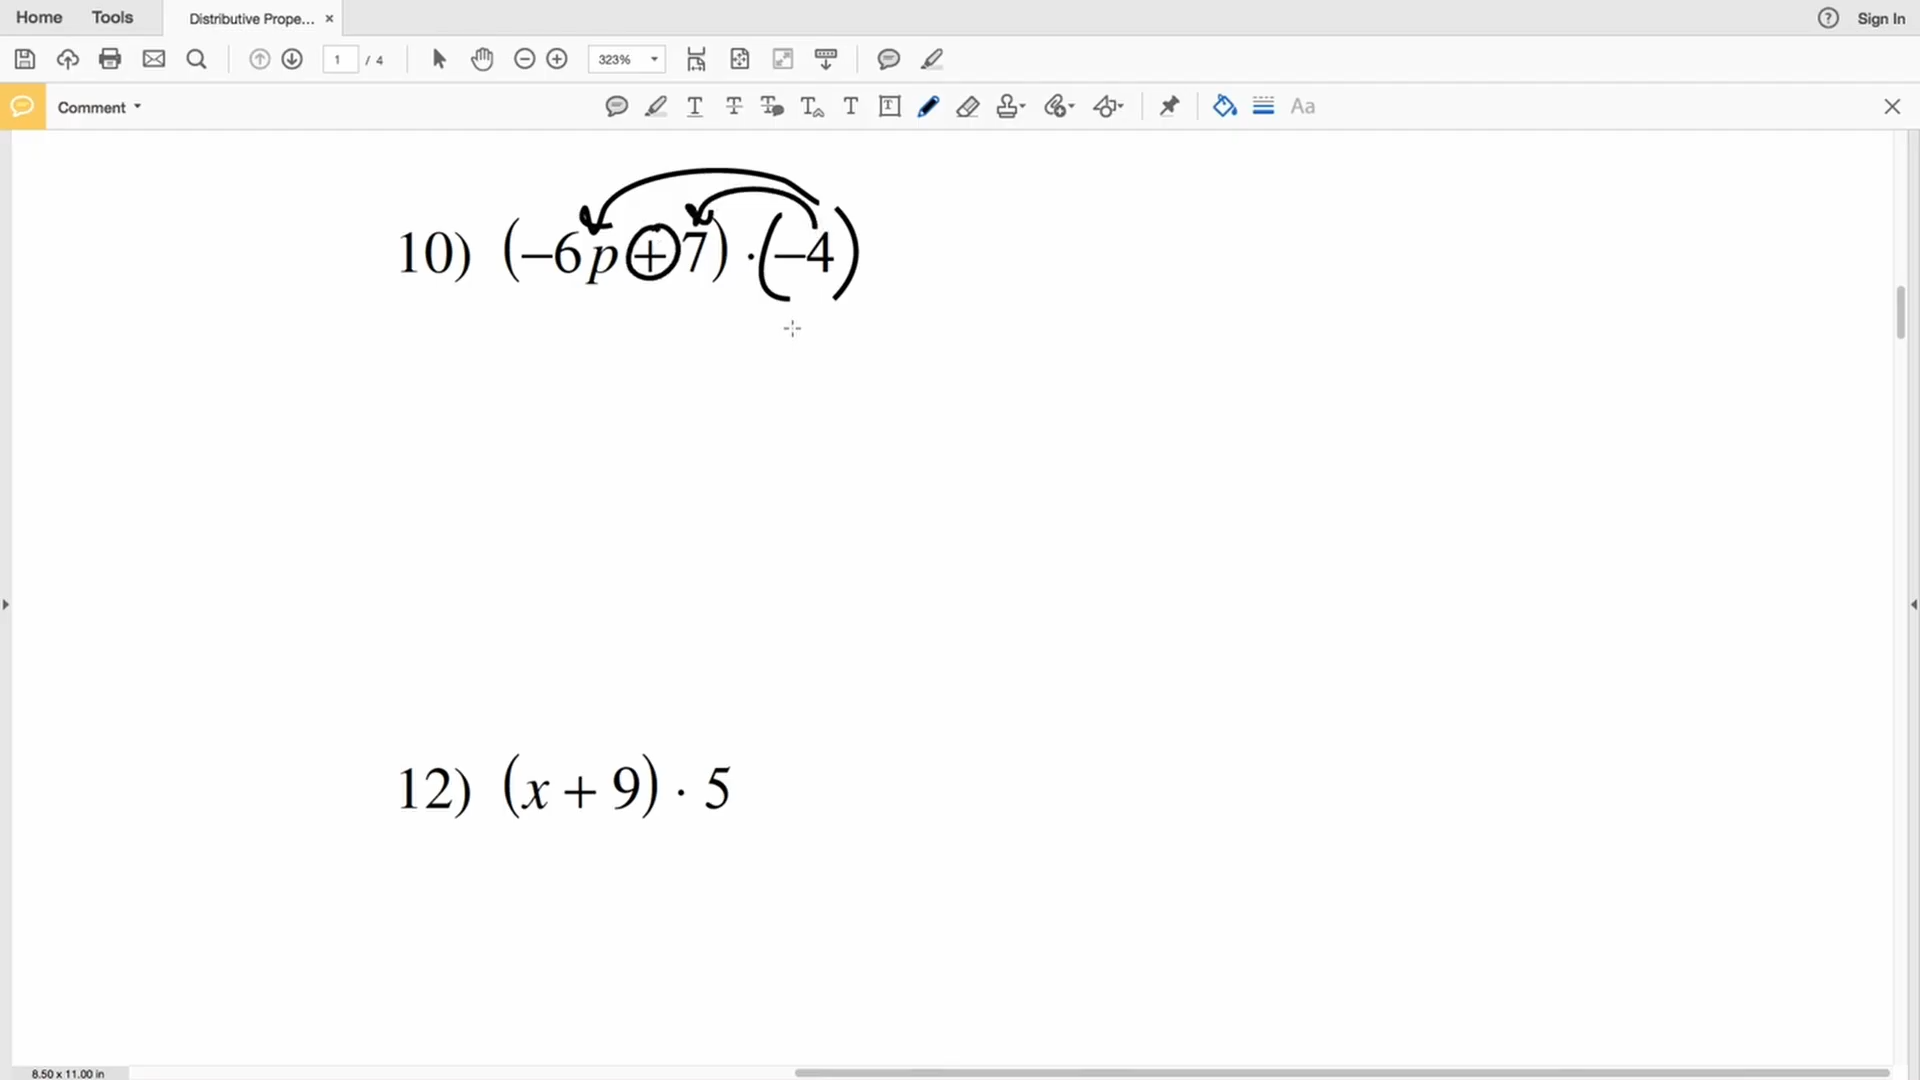 Home Tools Distributive Prope... × ? Sign In
1 / 4 323%
Comment T T T T T T Aa
10) (–6p + 7) · (–4)
12) (x + 9) · 5
8.50 x 11.00 in